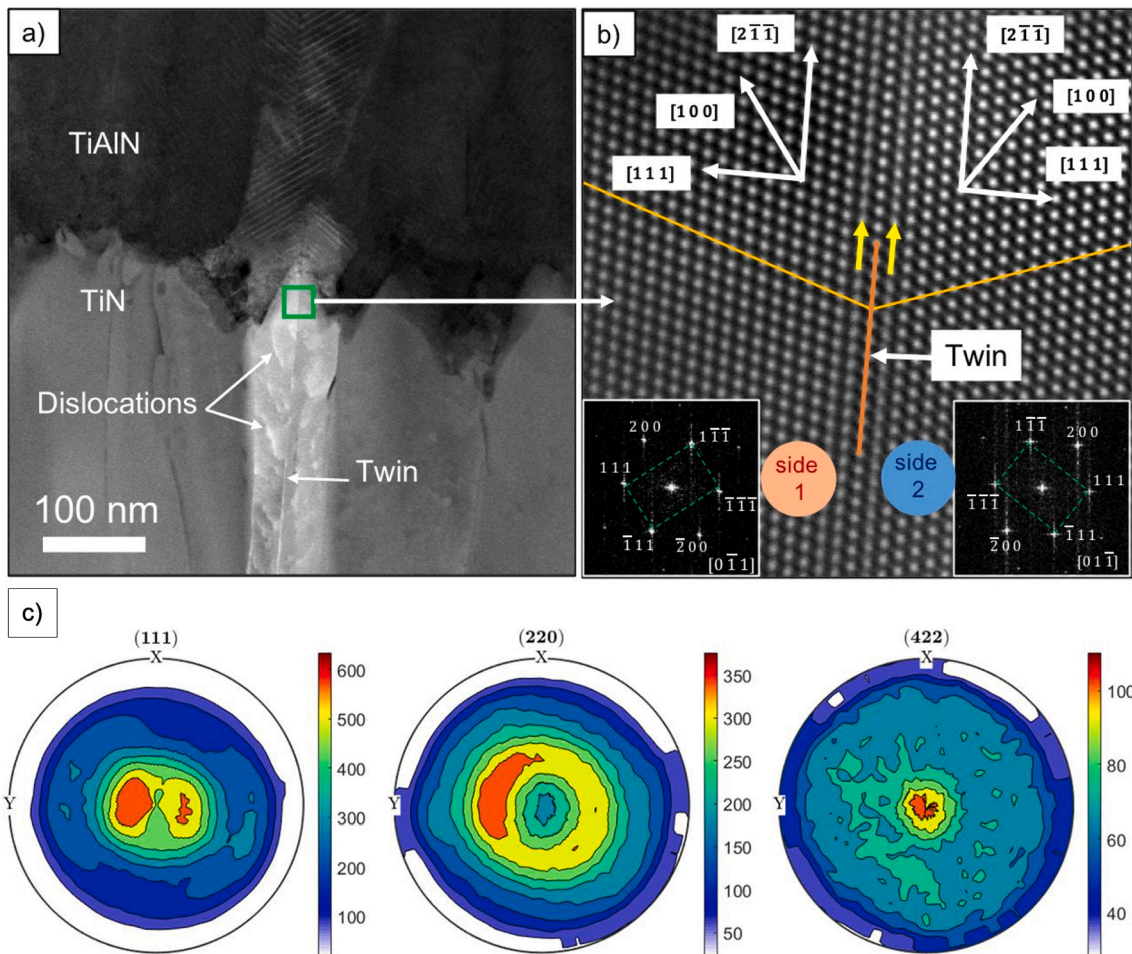 a)
TiAlN
TiN
Dislocations
Twin
100 nm
b)
[2 1̅ 1̅]
[2 1̅ 1̅]
[1 0 0]
[1 0 0]
[1 1 1]
[1 1 1]
Twin
side 1
side 2
2 0 0
1 1̅ 1̅
1 1 1
1̅ 1̅ 1̅
1̅ 1 1
2̅ 0 0
[0 1̅ 1]
1 1̅ 1̅
2 0 0
1 1 1
1̅ 1̅ 1̅
2̅ 0 0
1̅ 1 1
[0 1 1̅]
c)
(111)
X
Y
600
500
400
300
200
100
(220)
X
Y
350
300
250
200
150
100
50
(422)
X
Y
100
80
60
40